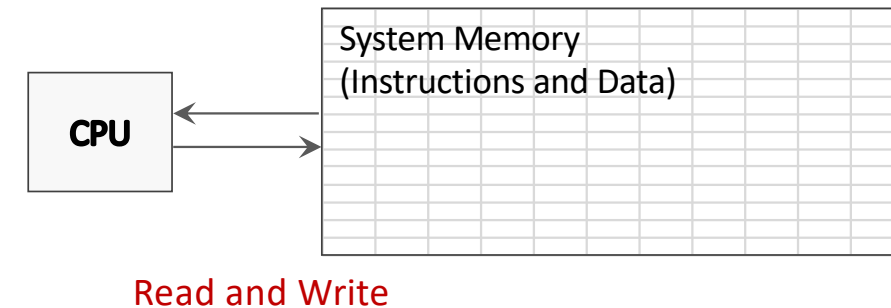 System Memory
(Instructions and Data)
CPU
Read and Write